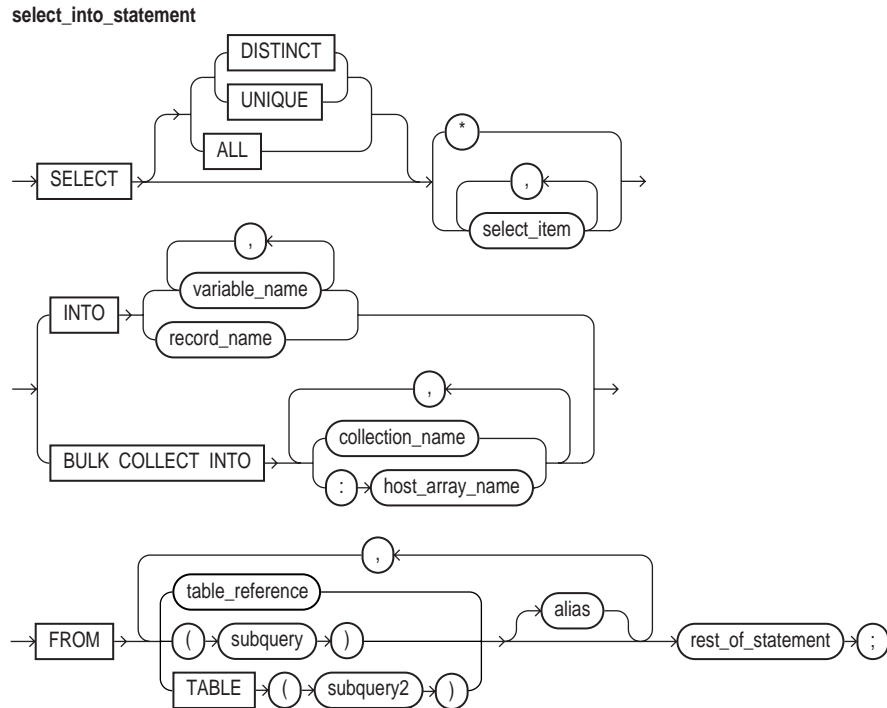 select_into_statement
DISTINCT
UNIQUE
ALL
SELECT
*
,
select_item
,
variable_name
INTO
record_name
,
collection_name
BULK COLLECT INTO
: host_array_name
,
table_reference
alias
FROM
( subquery )
rest_of_statement ;
TABLE ( subquery2 )